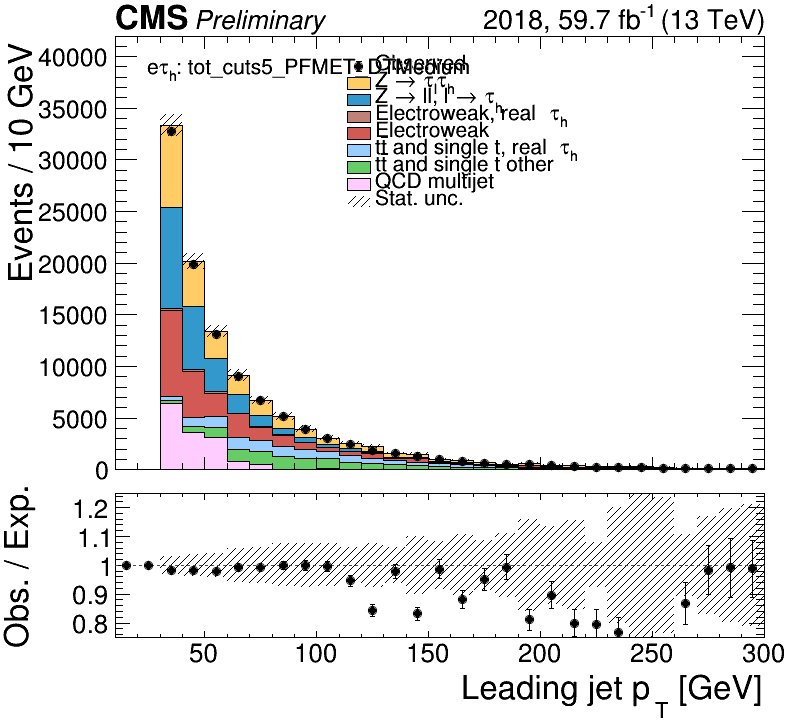 CMS Preliminary 2018, 59.7 fb⁻¹ (13 TeV)
eτh: tot_cuts5_PFMET_DTMedium
Observed
Z → ττh
Z → ll, l → τh
Electroweak, real τh
Electroweak
tt and single t, real τh
tt and single t other
QCD multijet
Stat. unc.
Events / 10 GeV
40000
35000
30000
25000
20000
15000
10000
5000
0
Obs. / Exp.
1.2
1.1
1
0.9
0.8
50 100 150 200 250 300
Leading jet pT [GeV]